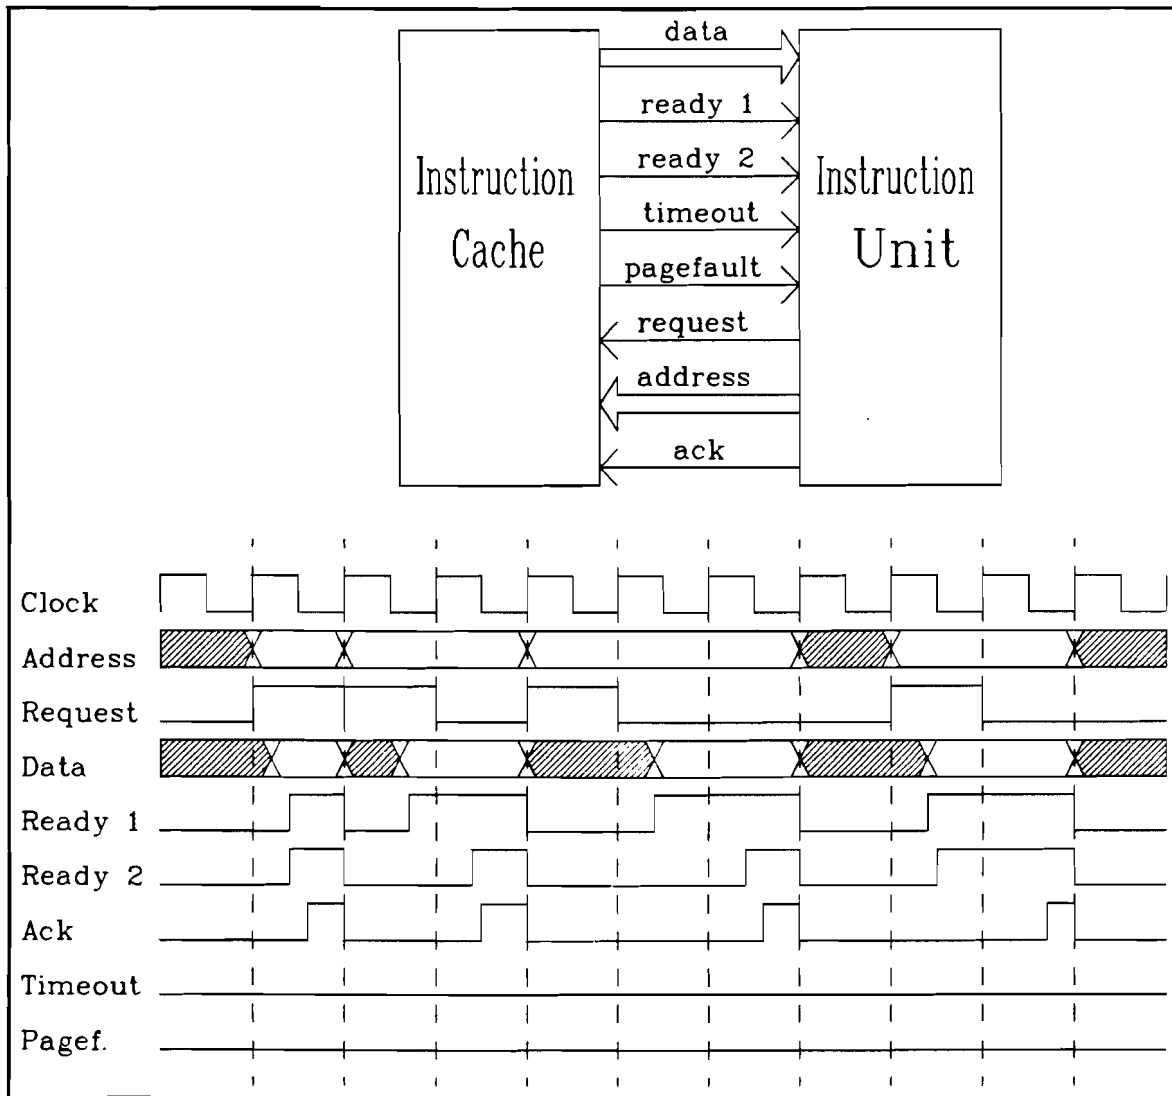 data
ready 1
ready 2
timeout
pagefault
request
address
ack
Instruction
Cache
Instruction
Unit
Clock
Address
Request
Data
Ready 1
Ready 2
Ack
Timeout
Pagef.